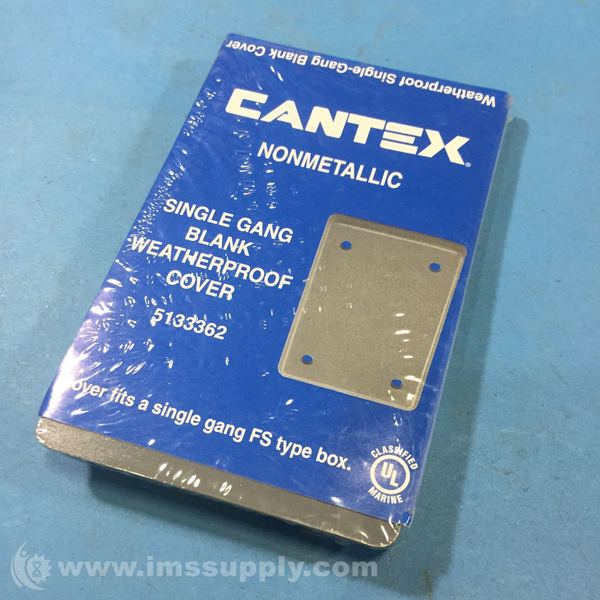 Weatherproof Single-Gang Blank Cover
CANTEX®
NONMETALLIC
SINGLE GANG
BLANK
WEATHERPROOF
COVER
5133362
Cover fits a single gang FS type box.
CLASSIFIED
UL
MARINE
www.imssupply.com